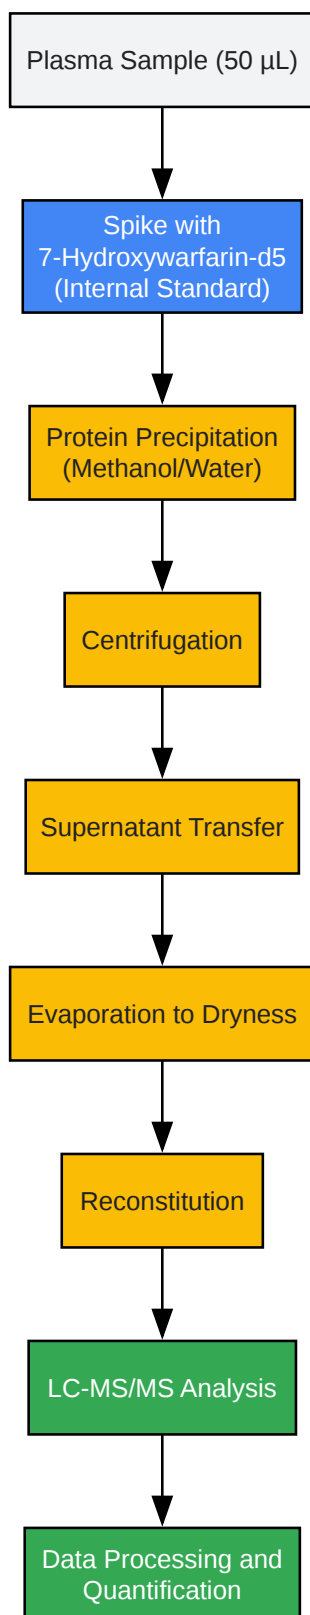 Plasma Sample (50 µL)
Spike with
7-Hydroxywarfarin-d5
(Internal Standard)
Protein Precipitation
(Methanol/Water)
Centrifugation
Supernatant Transfer
Evaporation to Dryness
Reconstitution
LC-MS/MS Analysis
Data Processing and
Quantification